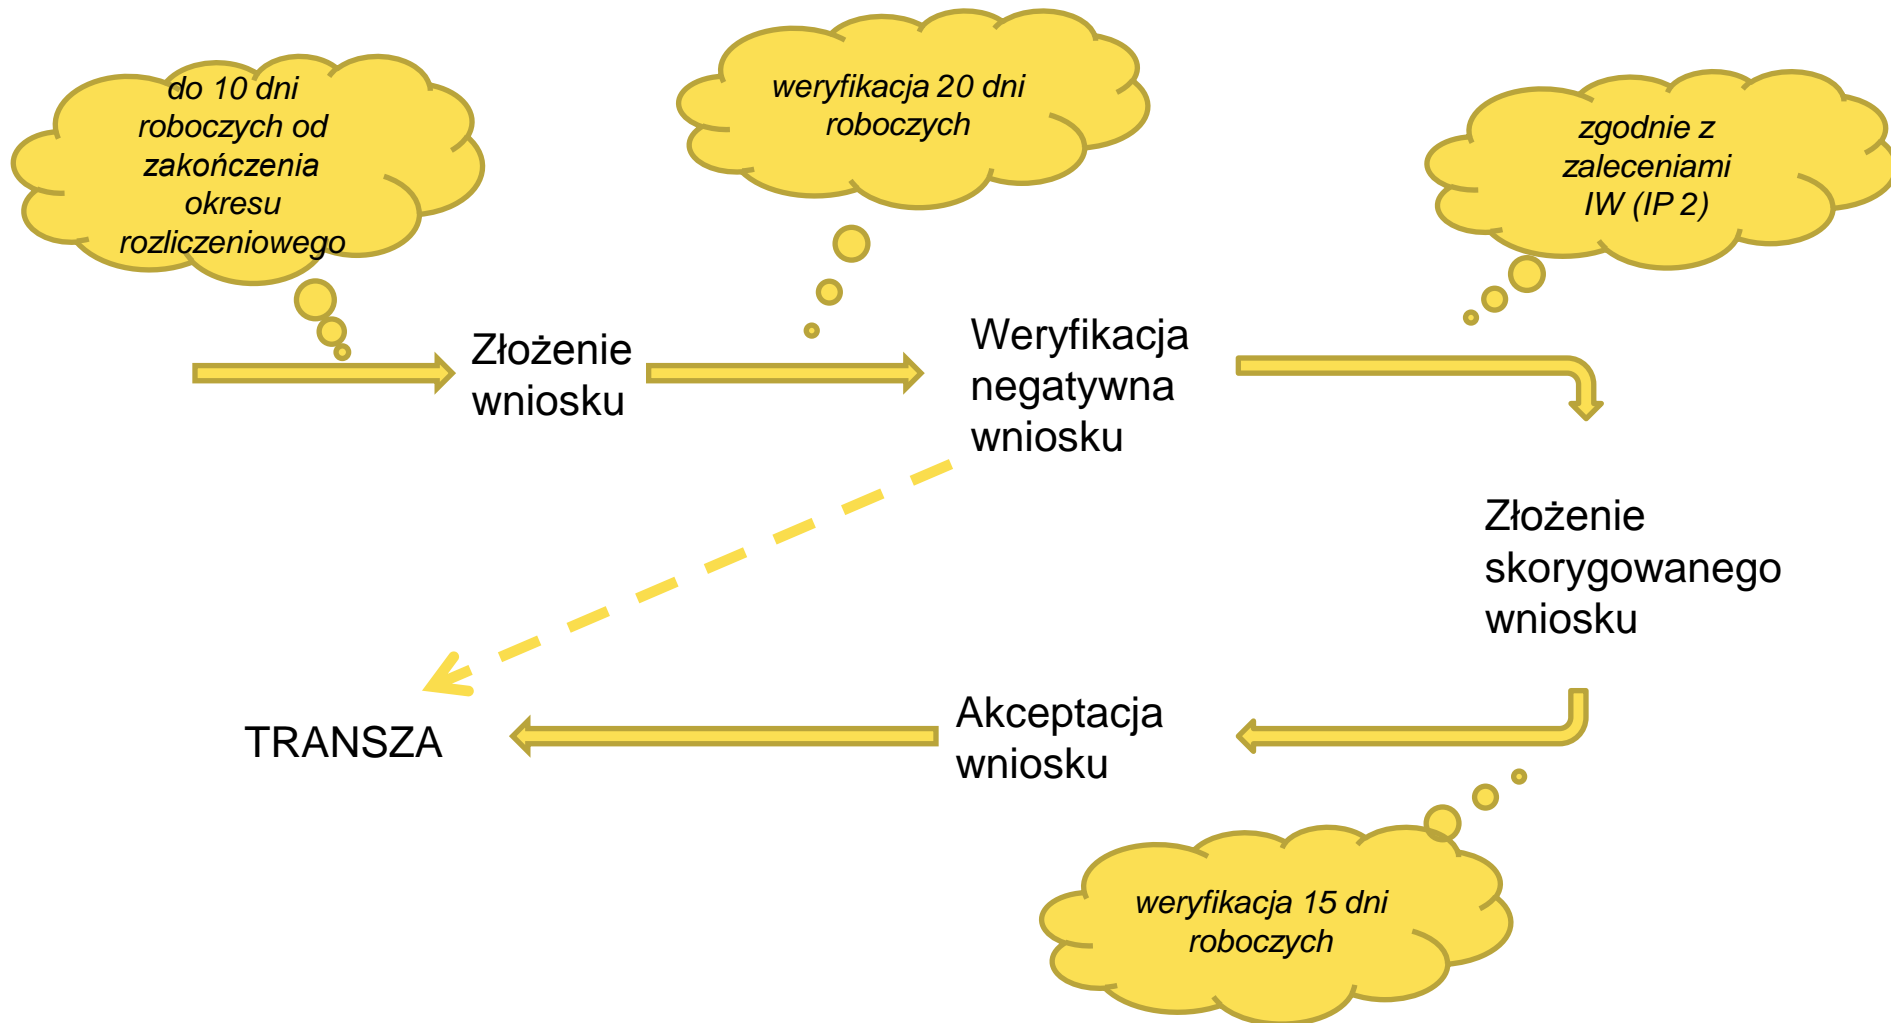 do 10 dni
roboczych od
zakończenia
okresu
rozliczeniowego
weryfikacja 20 dni
roboczych
zgodnie z
zaleceniami
IW (IP 2)
Złożenie
wniosku
Weryfikacja
negatywna
wniosku
Złożenie
skorygowanego
wniosku
TRANSZA
Akceptacja
wniosku
weryfikacja 15 dni
roboczych